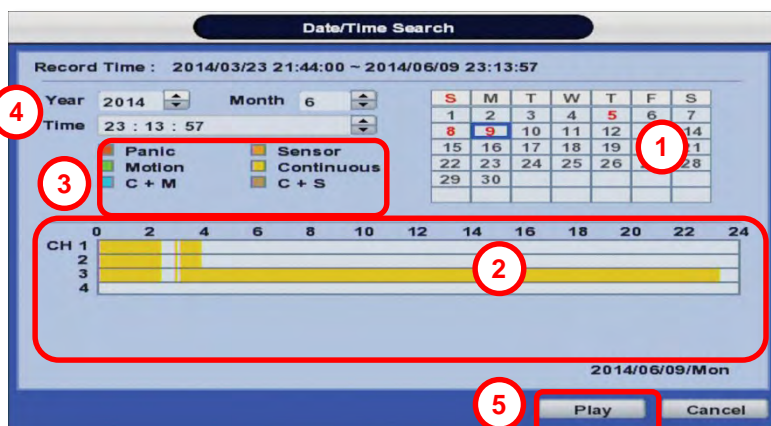 Date/Time Search
Record Time : 2014/03/23 21:44:00 ~ 2014/06/09 23:13:57
Year 2014 Month 6
4
Time 23 : 13 : 57
Panic Sensor
Motion Continuous
C + M C + S
3
S M T W T F S
1 2 3 4 5 6 7
8 9 10 11 12 14
15 16 17 18 19 21
22 23 24 25 26 28
29 30
1
0 2 4 6 8 10 12 14 16 18 20 22 24
CH 1
2
3
4
2
2014/06/09/Mon
5
Play Cancel